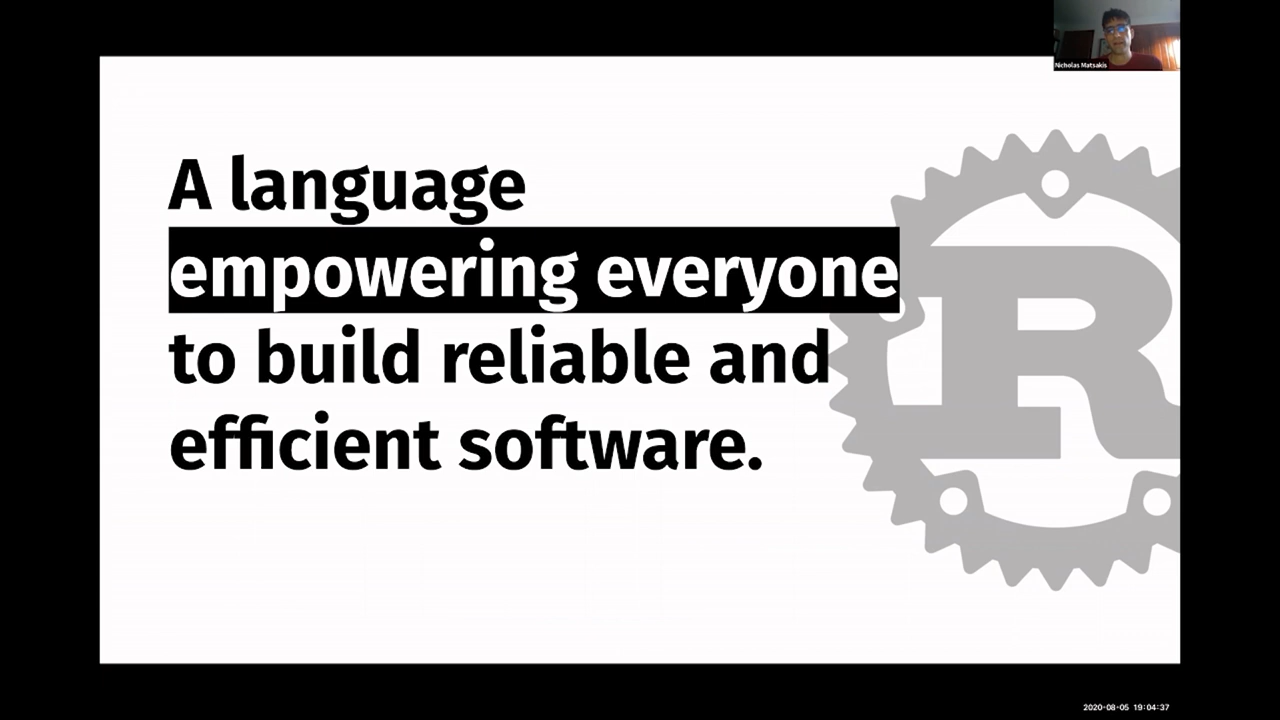 Nicholas Matsakis
A language
empowering everyone
to build reliable and
efficient software.
R
2020-08-05 19:04:37